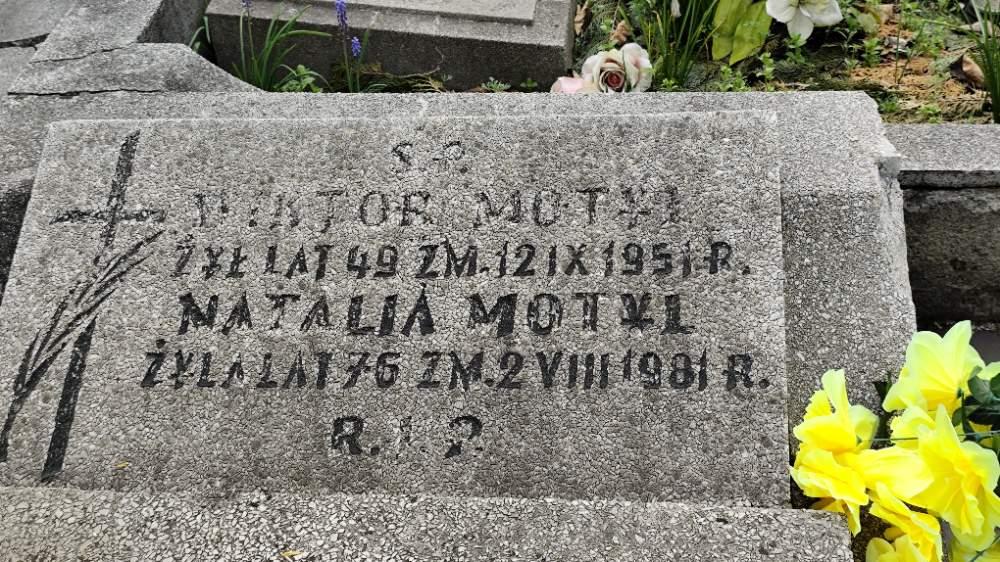 Ś.P.
WIKTOR MOTYL
ŻYŁ LAT 49 ZM. 12 IX 1951 R.
NATALIA MOTYL
ŻYŁA LAT 76 ZM. 2 VIII 1981 R.
R.I.P.